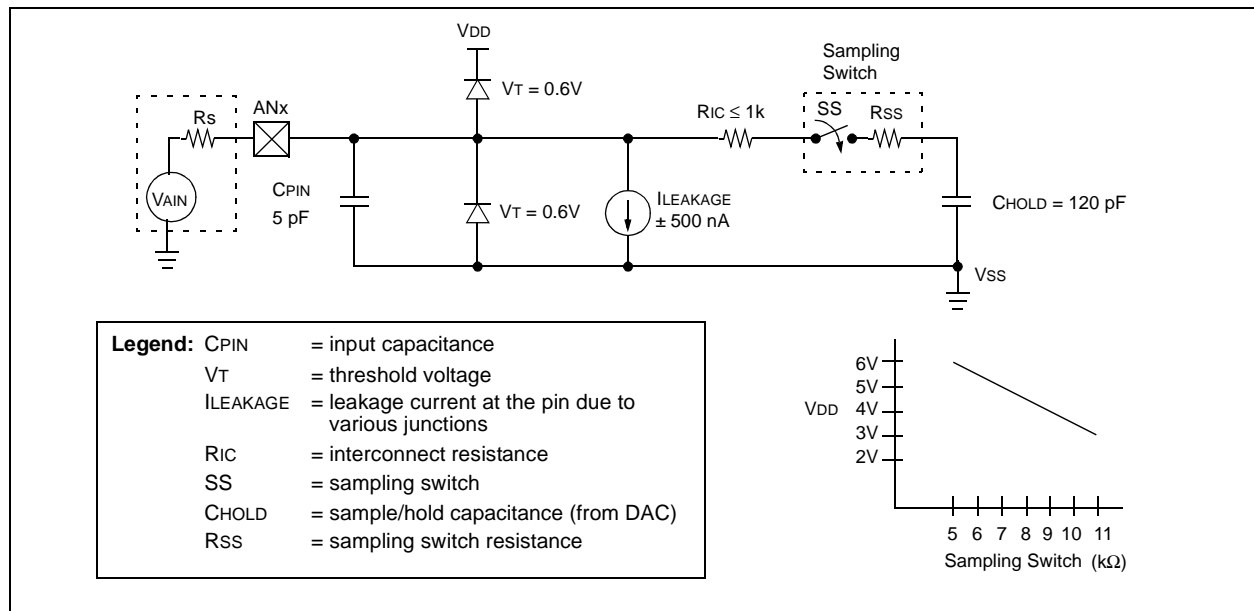 VDD
Sampling
Switch
VT = 0.6V
Rs
ANx
RIC ≤ 1k
SS
RSS
VAIN
CPIN
5 pF
VT = 0.6V
ILEAKAGE
± 500 nA
CHOLD = 120 pF
VSS
Legend: CPIN = input capacitance
VT = threshold voltage
ILEAKAGE = leakage current at the pin due to
various junctions
RIC = interconnect resistance
SS = sampling switch
CHOLD = sample/hold capacitance (from DAC)
RSS = sampling switch resistance
6V
5V
VDD 4V
3V
2V
5 6 7 8 9 10 11
Sampling Switch (kΩ)